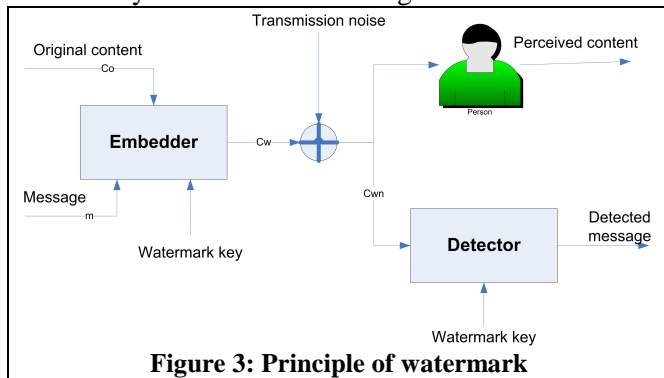 Transmission noise
Original content
Co
Perceived content
Person
Embedder
Cw
Message
m
Cwn
Watermark key
Detector
Detected
message
Watermark key
Figure 3: Principle of watermark